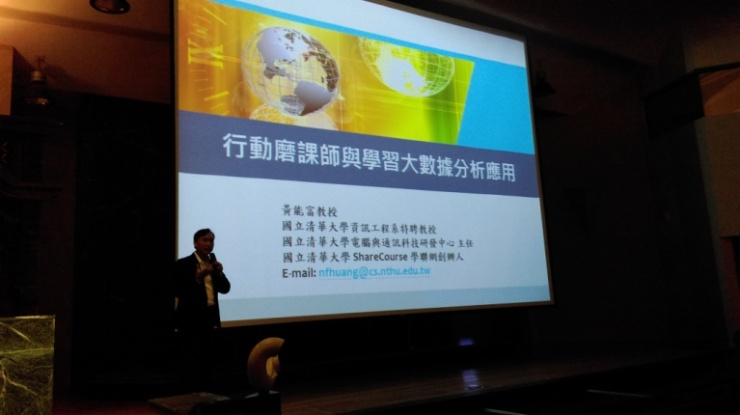 行動磨課師與學習大數據分析應用
黃能富教授
國立清華大學資訊工程系特聘教授
國立清華大學電腦與通訊科技研發中心 主任
國立清華大學 ShareCourse 學聯網創辦人
E-mail: nfhuang@cs.nthu.edu.tw